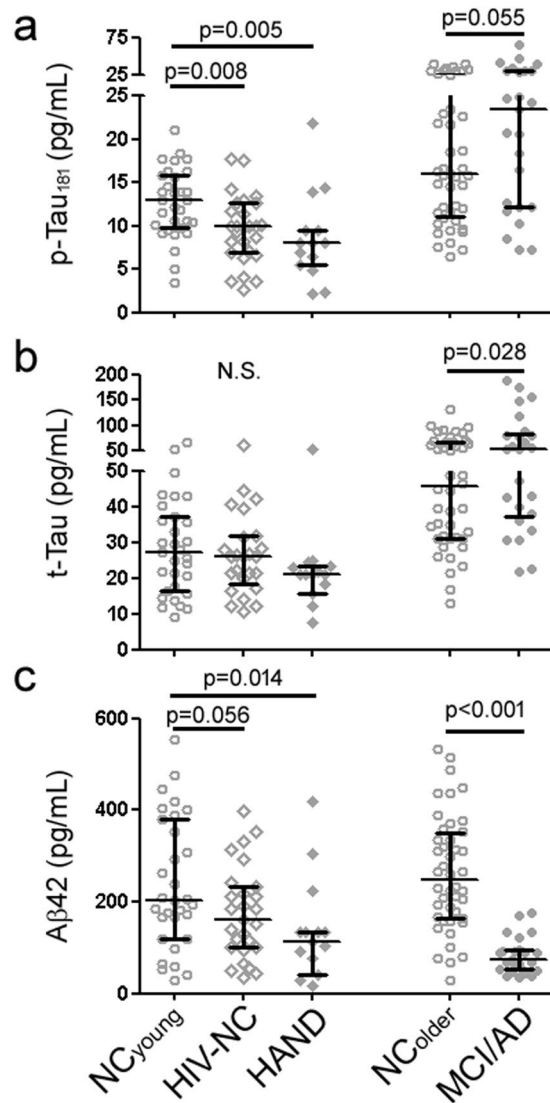 a
p=0.005
p=0.008
p=0.055
p-Tau181 (pg/mL)
75
25
25
20
15
10
5
0
b
N.S.
p=0.028
t-Tau (pg/mL)
200
150
100
50
50
40
30
20
10
0
c
p=0.014
p=0.056
p<0.001
Aβ42 (pg/mL)
600
400
200
0
NCyoung
HIV-NC
HAND
NColder
MCI//AD